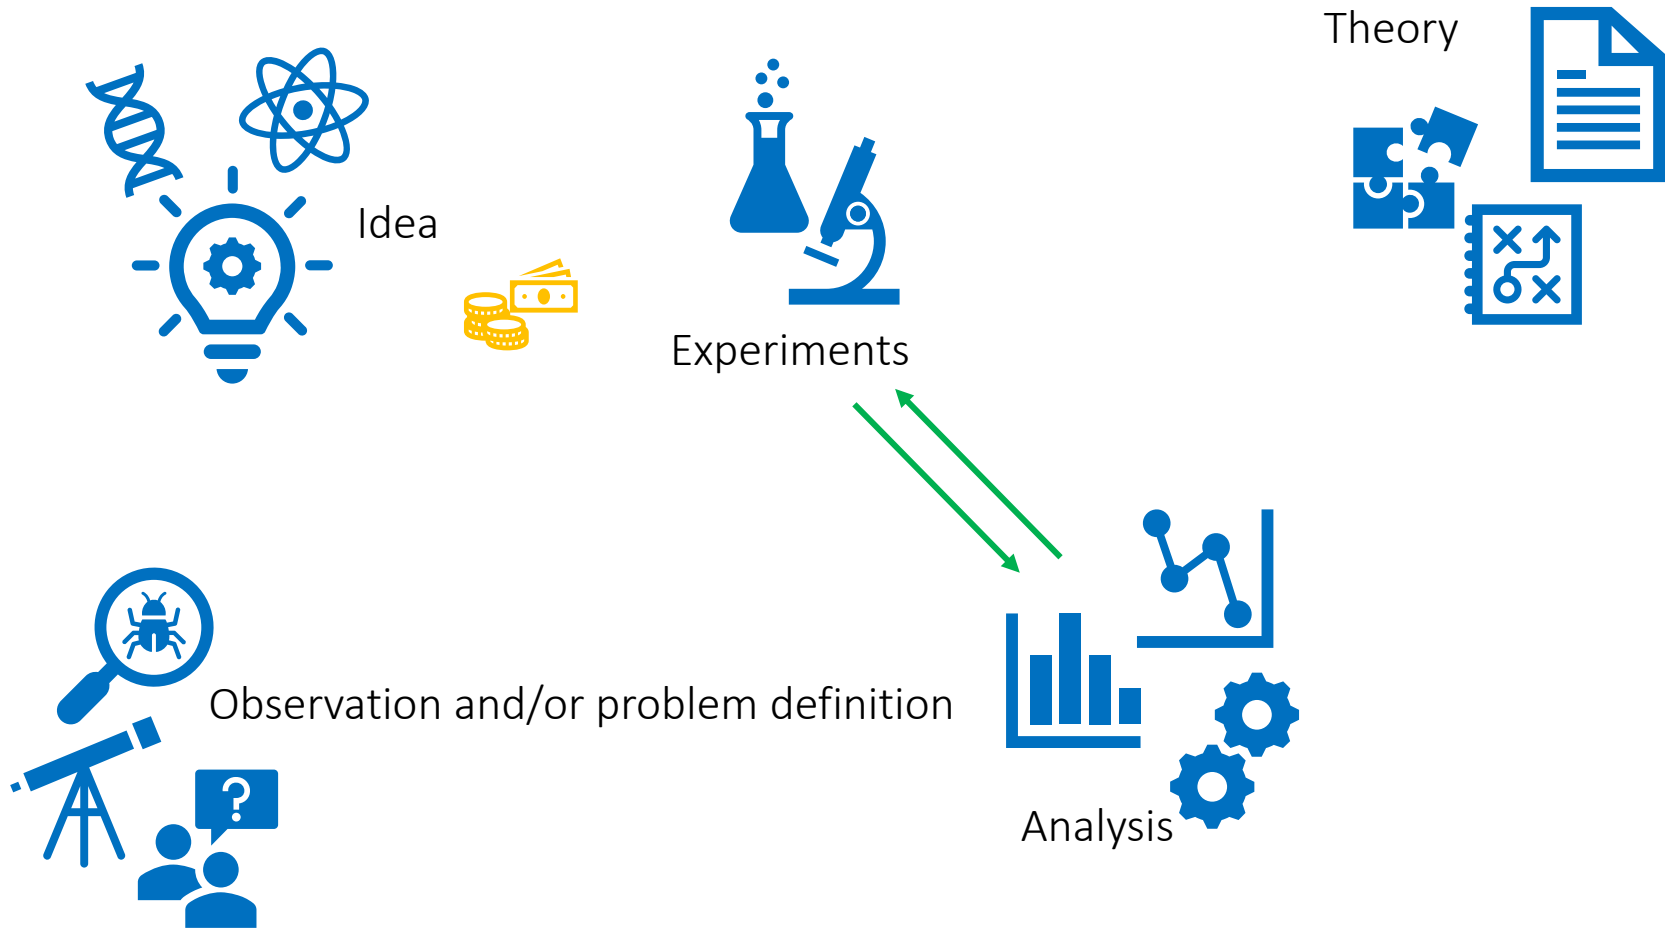 Theory
Idea
Experiments
Observation and/or problem definition
?
Analysis